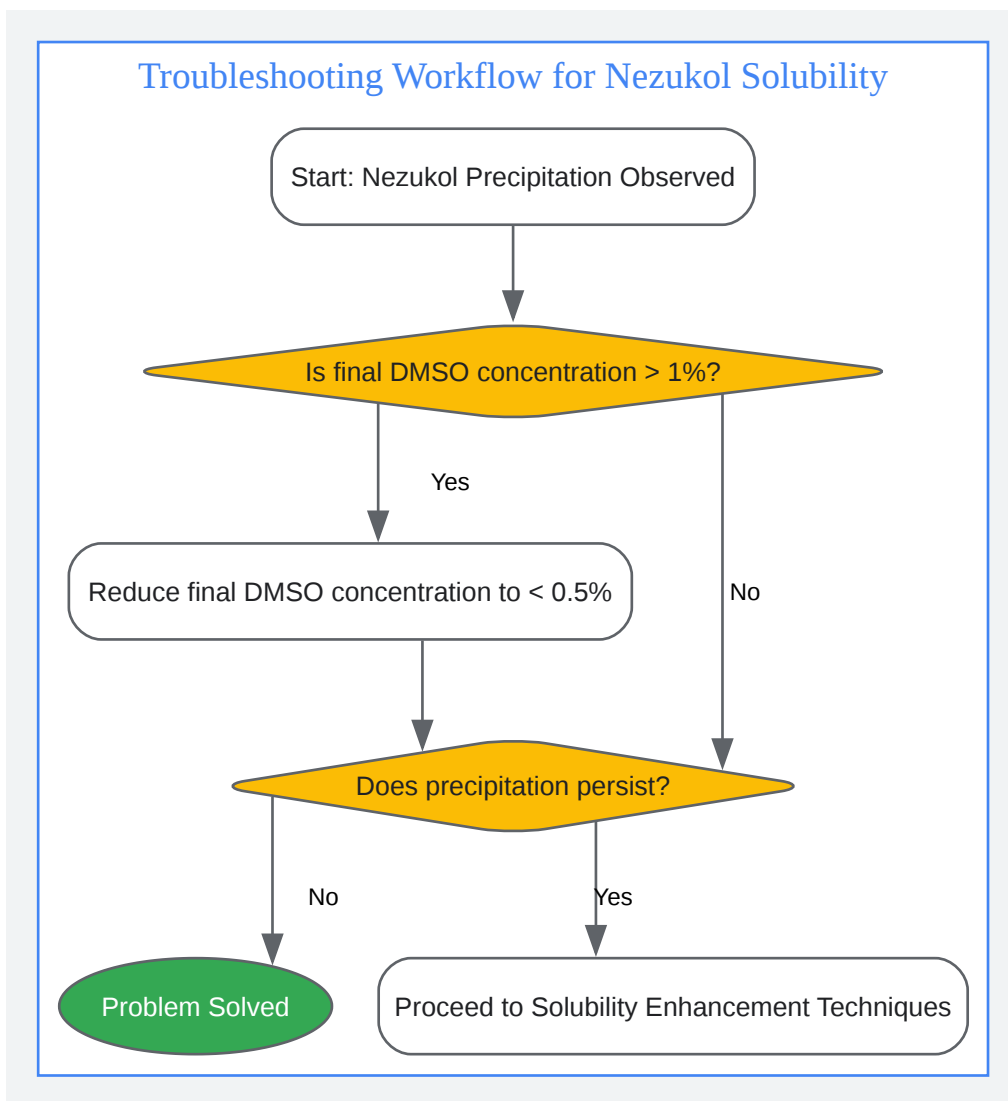 Troubleshooting Workflow for Nezukol Solubility
Start: Nezukol Precipitation Observed
Is final DMSO concentration > 1%?
Yes
Reduce final DMSO concentration to < 0.5%
No
Does precipitation persist?
No
Yes
Problem Solved
Proceed to Solubility Enhancement Techniques